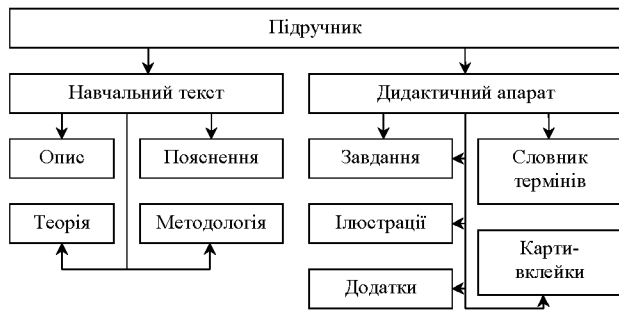 Підручник
Навчальний текст
Дидактичний апарат
Опис
Пояснення
Завдання
Словник
термінів
Теорія
Методологія
Ілюстрації
Карти-
вклейки
Додатки